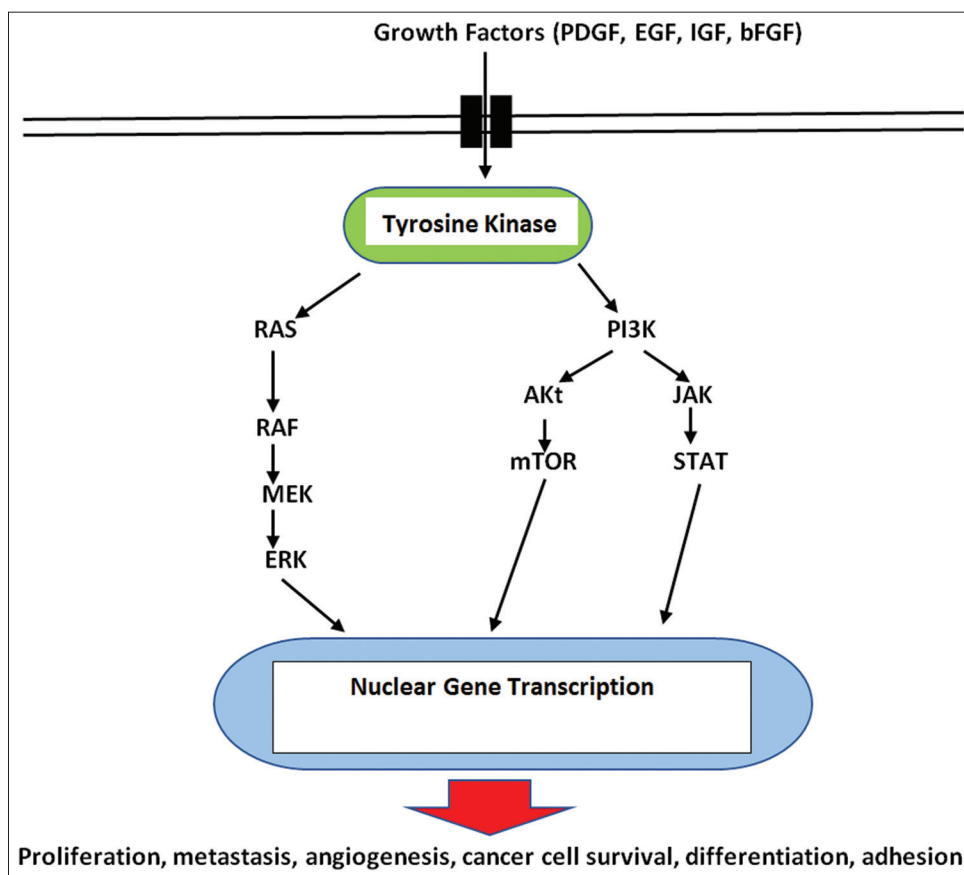 Growth Factors (PDGF, EGF, IGF, bFGF)
Tyrosine Kinase
RAS
PI3K
AKt
JAK
RAF
mTOR
STAT
MEK
ERK
Nuclear Gene Transcription
Proliferation, metastasis, angiogenesis, cancer cell survival, differentiation, adhesion